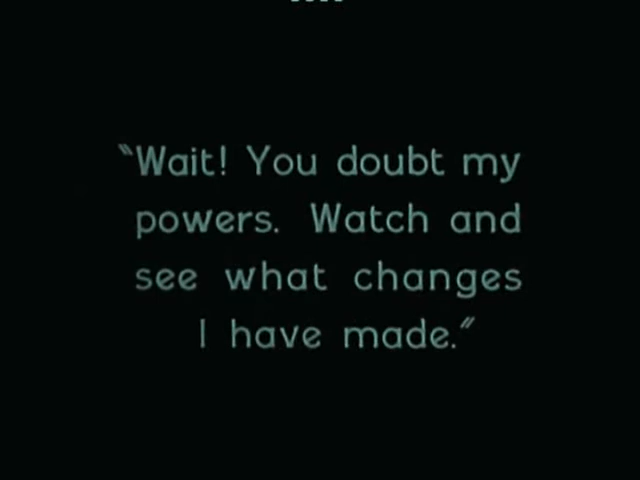 "Wait! You doubt my
powers. Watch and
see what changes
I have made."